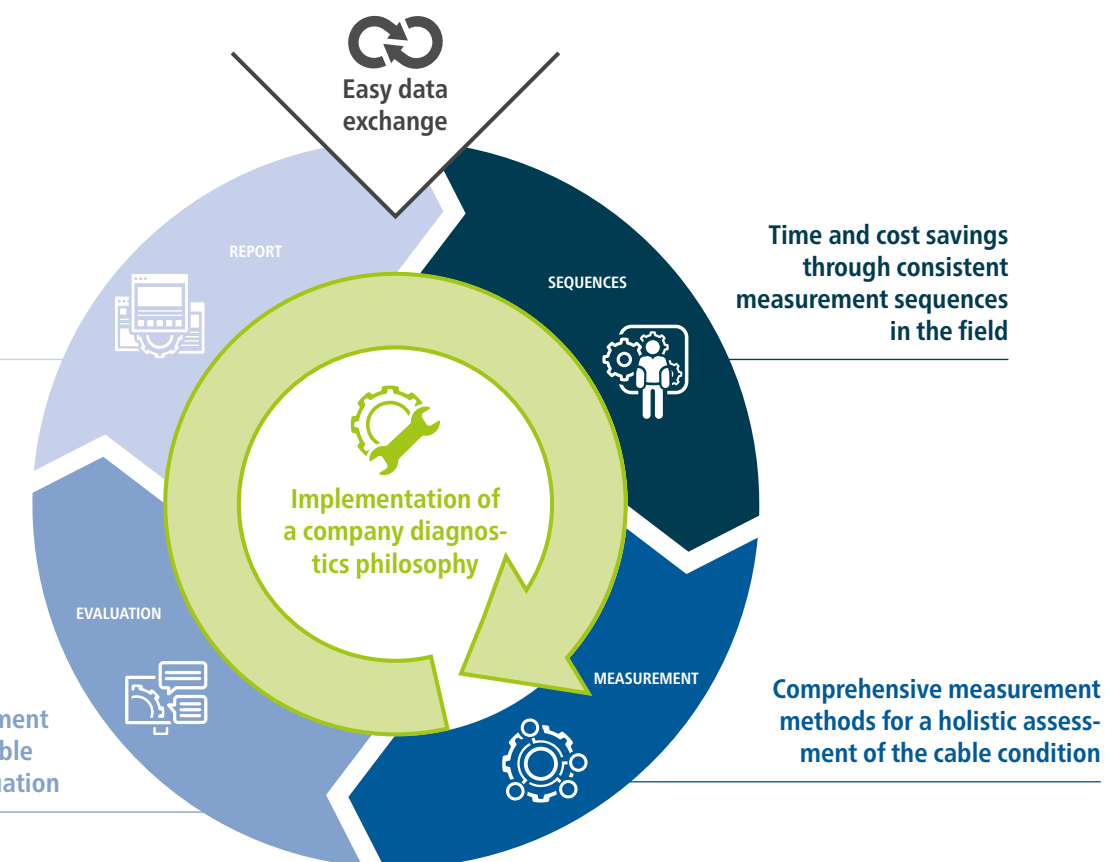 Easy data
exchange
REPORT
SEQUENCES
Time and cost savings
through consistent
measurement sequences
in the field
Implementation of
a company diagnos-
tics philosophy
EVALUATION
MEASUREMENT
Comprehensive measurement
methods for a holistic assess-
ment of the cable condition